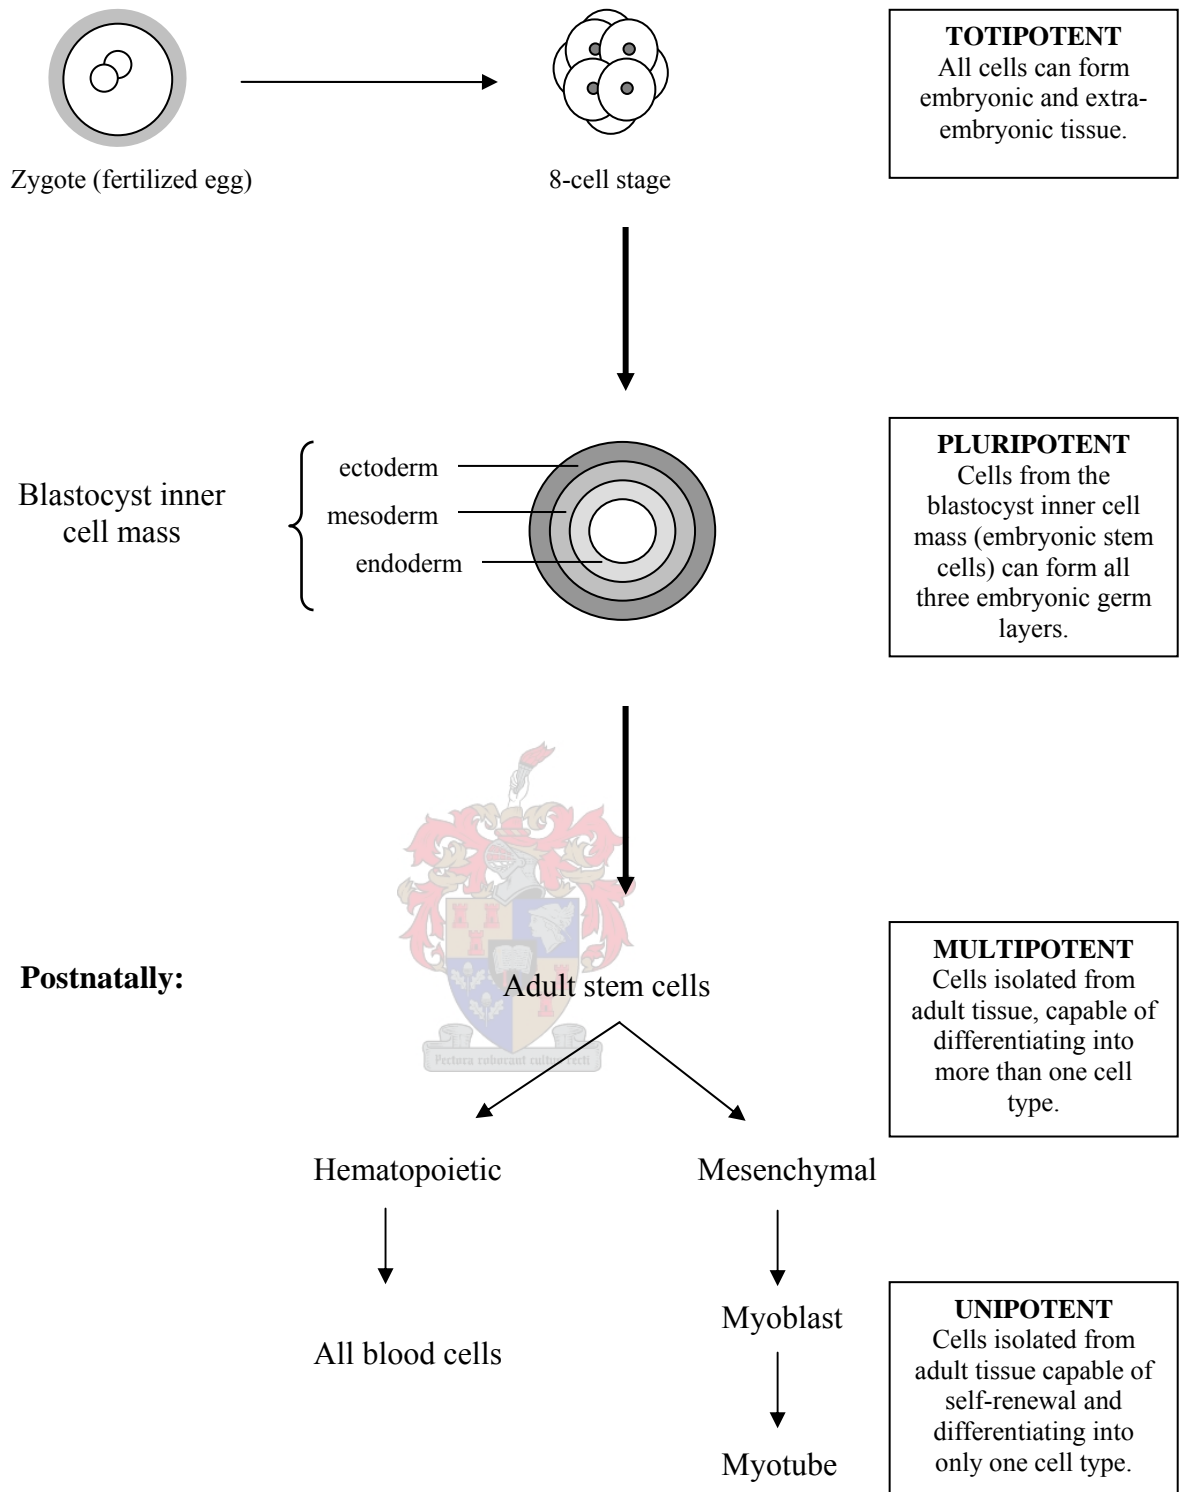 TOTIPOTENT
All cells can form
embryonic and extra-
embryonic tissue.
Zygote (fertilized egg)
8-cell stage
Blastocyst inner
cell mass
ectoderm
mesoderm
endoderm
PLURIPOTENT
Cells from the
blastocyst inner cell
mass (embryonic stem
cells) can form all
three embryonic germ
layers.
Postnatally:
Adult stem cells
Pectora roborant cultus recti
MULTIPOTENT
Cells isolated from
adult tissue, capable of
differentiating into
more than one cell
type.
Hematopoietic
Mesenchymal
All blood cells
Myoblast
Myotube
UNIPOTENT
Cells isolated from
adult tissue capable of
self-renewal and
differentiating into
only one cell type.